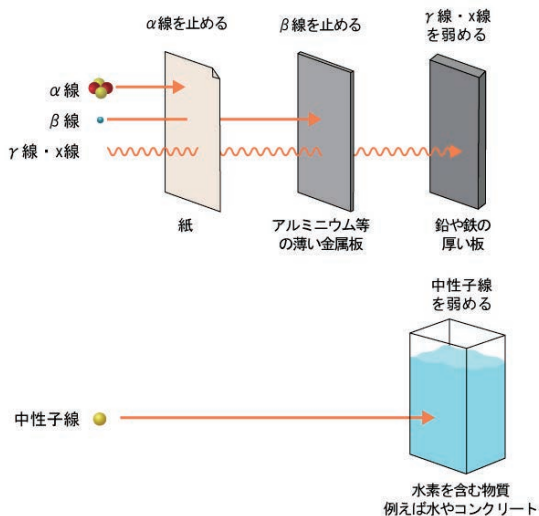 α線を止める
β線を止める
γ線・x線
を弱める
α線
β線
γ線・x線
紙
アルミニウム等
の薄い金属板
鉛や鉄の
厚い板
中性子線
を弱める
中性子線
水素を含む物質
例えば水やコンクリート